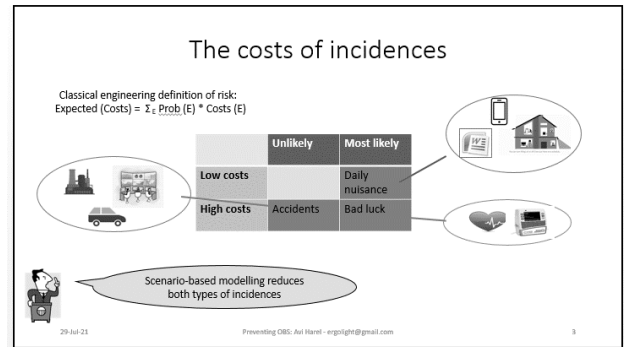 The costs of incidences
Classical engineering definition of risk:
Expected (Costs) = Σ_E Prob (E) * Costs (E)
Unlikely
Most likely
Low costs
Daily
nuisance
High costs
Accidents
Bad luck
Scenario-based modelling reduces
both types of incidences
29-Jul-21
Preventing OBS: Avi Harel - ergolight@gmail.com
3